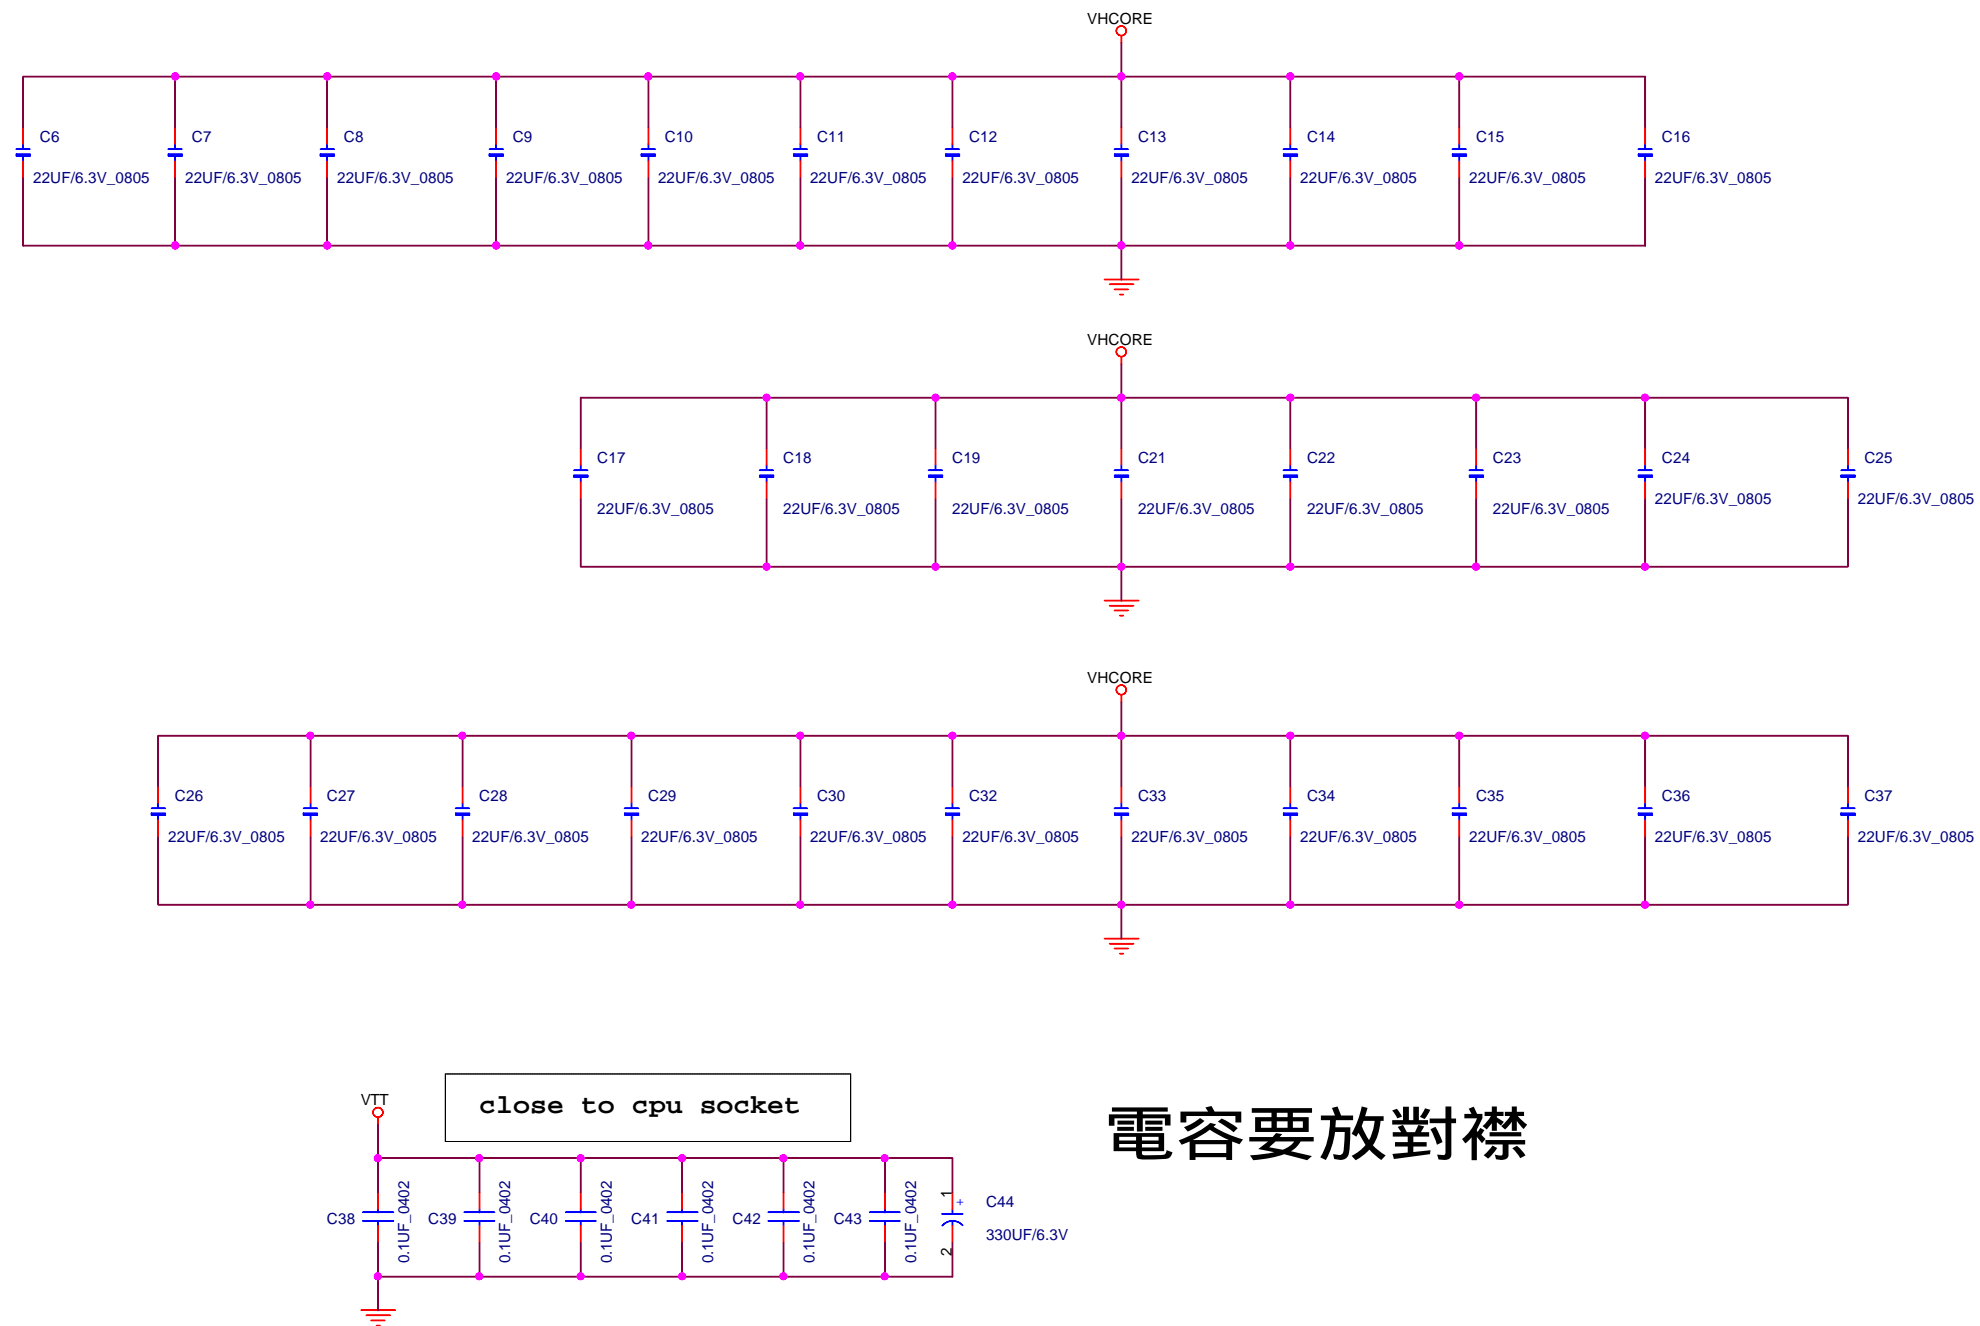 VHCORE
C6 C7 C8 C9 C10 C11 C12 C13 C14 C15 C16
22UF/6.3V_0805 22UF/6.3V_0805 22UF/6.3V_0805 22UF/6.3V_0805 22UF/6.3V_0805 22UF/6.3V_0805 22UF/6.3V_0805 22UF/6.3V_0805 22UF/6.3V_0805 22UF/6.3V_0805 22UF/6.3V_0805
VHCORE
C17 C18 C19 C21 C22 C23 C24 C25
22UF/6.3V_0805 22UF/6.3V_0805 22UF/6.3V_0805 22UF/6.3V_0805 22UF/6.3V_0805 22UF/6.3V_0805 22UF/6.3V_0805 22UF/6.3V_0805
VHCORE
C26 C27 C28 C29 C30 C32 C33 C34 C35 C36 C37
22UF/6.3V_0805 22UF/6.3V_0805 22UF/6.3V_0805 22UF/6.3V_0805 22UF/6.3V_0805 22UF/6.3V_0805 22UF/6.3V_0805 22UF/6.3V_0805 22UF/6.3V_0805 22UF/6.3V_0805 22UF/6.3V_0805
close to cpu socket
VTT
電容要放對襟
C38 0.1UF_0402 C39 0.1UF_0402 C40 0.1UF_0402 C41 0.1UF_0402 C42 0.1UF_0402 C43 0.1UF_0402 1 + C44
2 330UF/6.3V